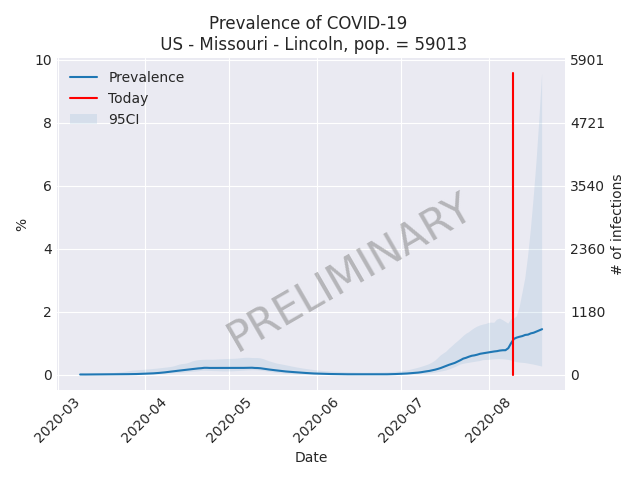 Prevalence of COVID-19
US - Missouri - Lincoln, pop. = 59013
Prevalence
Today
95CI
PRELIMINARY
10
8
6
4
2
0
%
5901
4721
3540
2360
1180
0
# of infections
2020-03
2020-04
2020-05
2020-06
2020-07
2020-08
Date